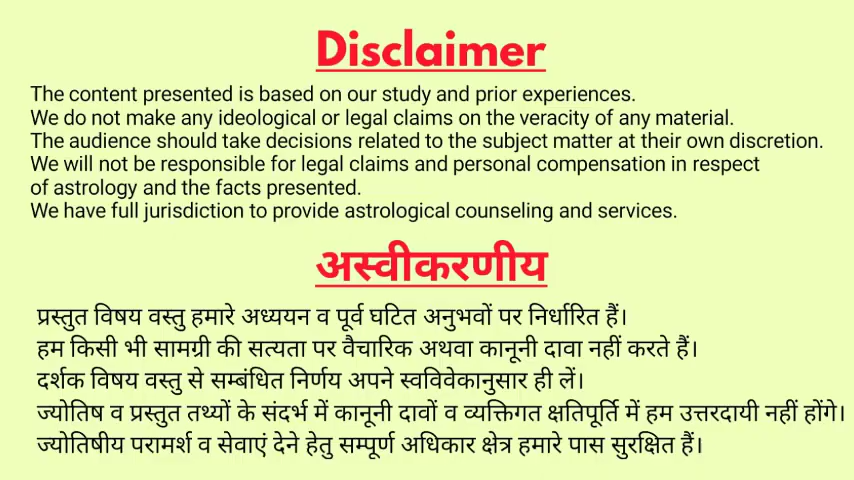 Disclaimer
The content presented is based on our study and prior experiences.
We do not make any ideological or legal claims on the veracity of any material.
The audience should take decisions related to the subject matter at their own discretion.
We will not be responsible for legal claims and personal compensation in respect
of astrology and the facts presented.
We have full jurisdiction to provide astrological counseling and services.
अस्वीकरणीय
प्रस्तुत विषय वस्तु हमारे अध्ययन व पूर्व घटित अनुभवों पर निर्धारित हैं।
हम किसी भी सामग्री की सत्यता पर वैचारिक अथवा कानूनी दावा नहीं करते हैं।
दर्शक विषय वस्तु से सम्बंधित निर्णय अपने स्वविवेकानुसार ही लें।
ज्योतिष व प्रस्तुत तथ्यों के संदर्भ में कानूनी दावों व व्यक्तिगत क्षतिपूर्ति में हम उत्तरदायी नहीं होंगे।
ज्योतिषीय परामर्श व सेवाएं देने हेतु सम्पूर्ण अधिकार क्षेत्र हमारे पास सुरक्षित हैं।